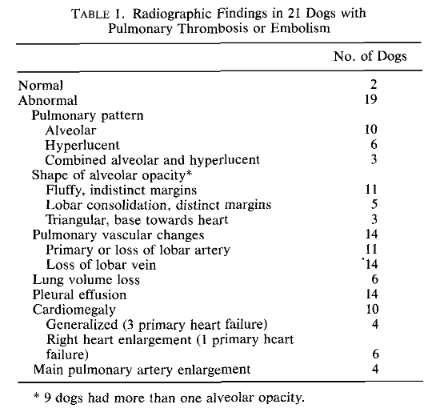 TABLE 1. Radiographic Findings in 21 Dogs with
Pulmonary Thrombosis or Embolism
No. of Dogs
Normal 2
Abnormal 19
Pulmonary pattern
Alveolar 10
Hyperlucent 6
Combined alveolar and hyperlucent 3
Shape of alveolar opacity*
Fluffy, indistinct margins 11
Lobar consolidation, distinct margins 5
Triangular, base towards heart 3
Pulmonary vascular changes 14
Primary or loss of lobar artery 11
Loss of lobar vein 14
Lung volume loss 6
Pleural effusion 14
Cardiomegaly 10
Generalized (3 primary heart failure) 4
Right heart enlargement (1 primary heart
failure) 6
Main pulmonary artery enlargement 4
* 9 dogs had more than one alveolar opacity.